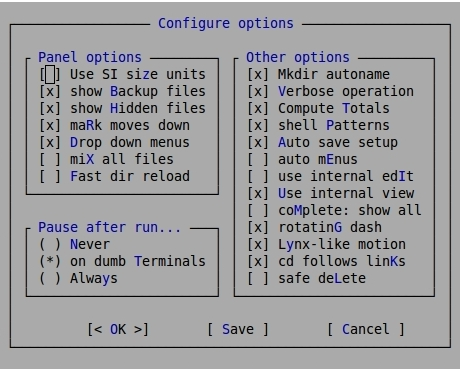 Configure options
Panel options
[ ] Use SI size units
[x] show Backup files
[x] show Hidden files
[x] maRk moves down
[x] Drop down menus
[ ] miX all files
[ ] Fast dir reload
Pause after run...
( ) Never
(*) on dumb Terminals
( ) Always
Other options
[x] Mkdir autoname
[x] Verbose operation
[x] Compute Totals
[x] shell Patterns
[x] Auto save setup
[ ] auto mEnus
[ ] use internal edIt
[x] Use internal view
[ ] coMplete: show all
[x] rotatinG dash
[x] Lynx-like motion
[x] cd follows linKs
[ ] safe deLete
[< OK >] [ Save ] [ Cancel ]